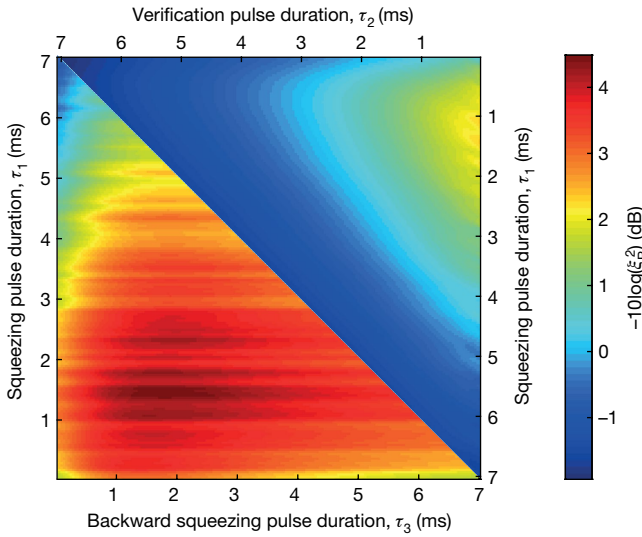 Verification pulse duration, τ2 (ms)
7 6 5 4 3 2 1
7
6
5
4
3
2
1
Squeezing pulse duration, τ1 (ms)
1
2
3
4
5
6
7
Squeezing pulse duration, τ1 (ms)
1 2 3 4 5 6 7
Backward squeezing pulse duration, τ3 (ms)
4
3
2
1
0
−1
−10log(ξ²R) (dB)